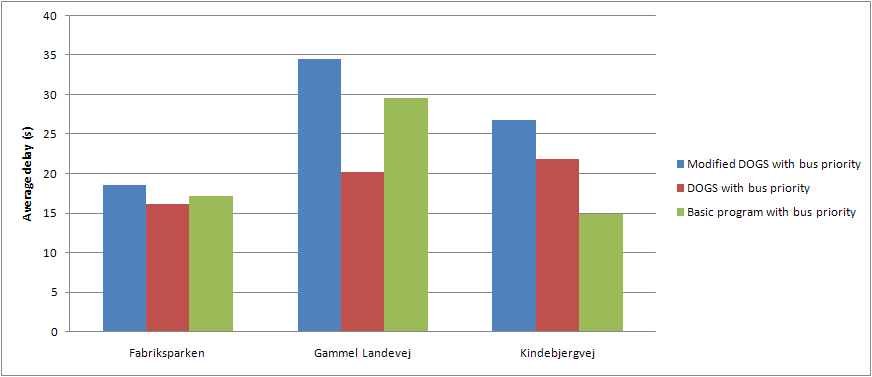 40
35
30
25
20
15
10
5
0
Average delay (s)
Fabriksparken
Gammel Landevej
Kindebjergvej
Modified DOGS with bus priority
DOGS with bus priority
Basic program with bus priority